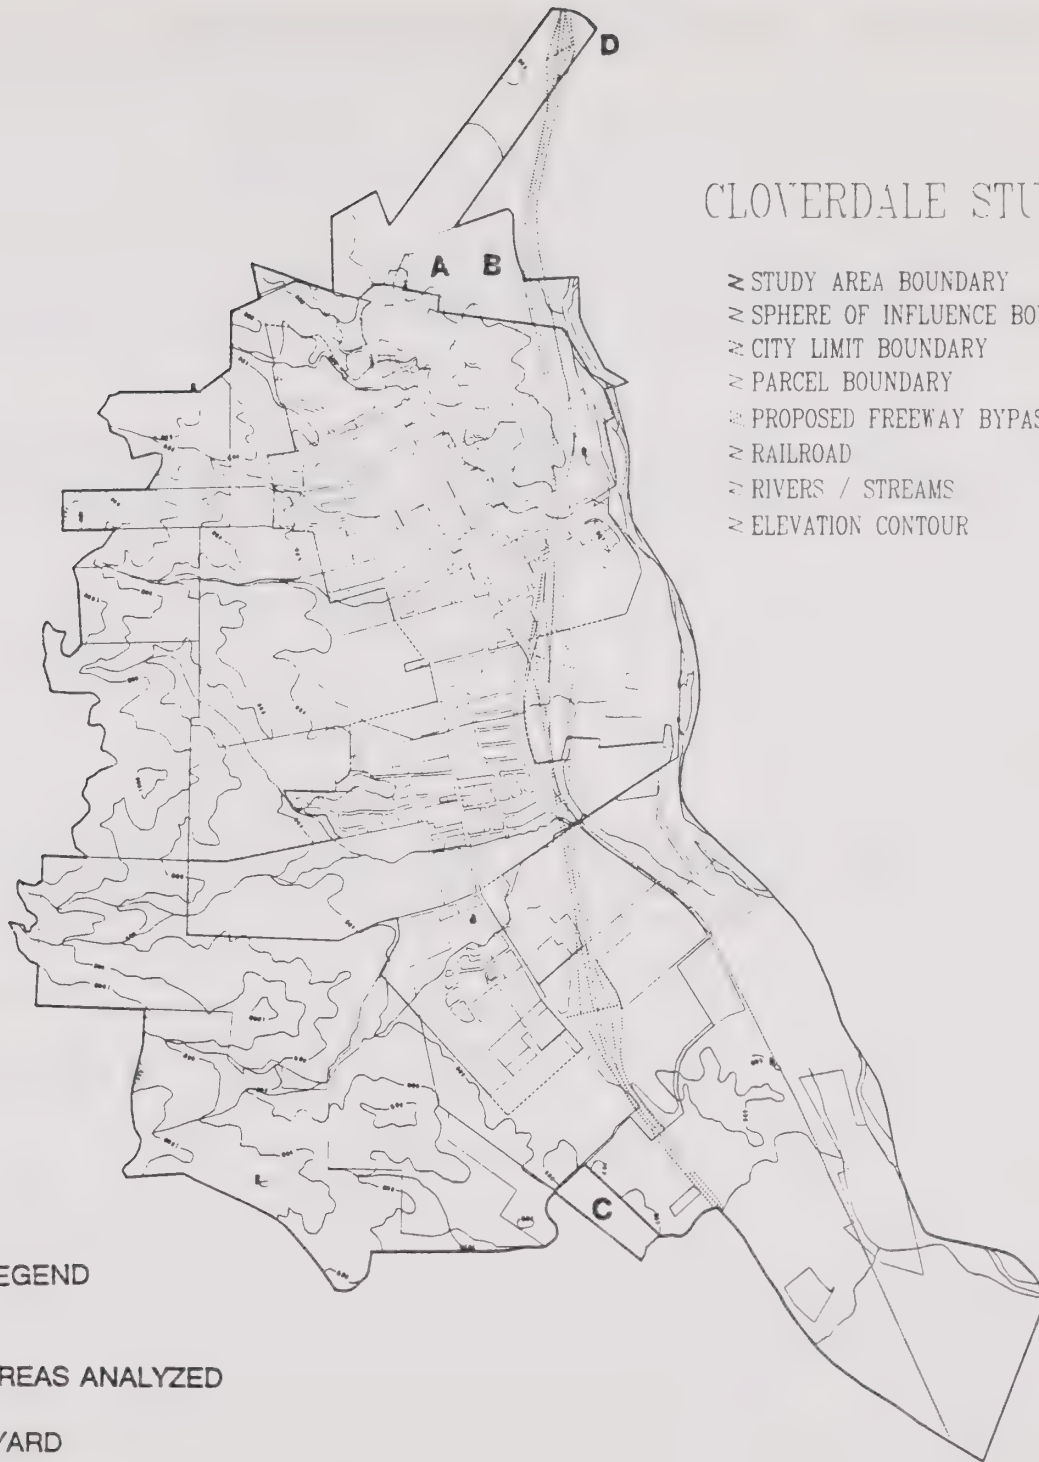 D
CLOVERDALE STU
A B
STUDY AREA BOUNDARY
SPHERE OF INFLUENCE BO
CITY LIMIT BOUNDARY
PARCEL BOUNDARY
PROPOSED FREEWAY BYPAS
RAILROAD
RIVERS / STREAMS
ELEVATION CONTOUR
C
EGEND
REAS ANALYZED
YARD